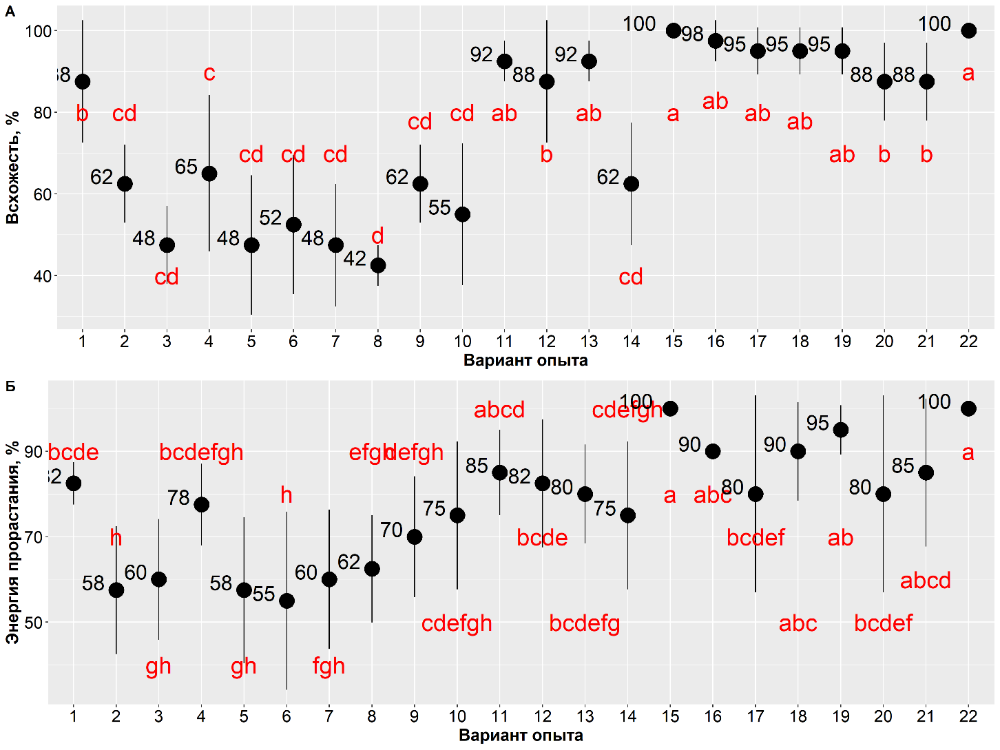 А
Всхожесть, %
100
80
60
40
b
62
cd
48
cd
65
c
48
cd
52
cd
48
cd
42
d
62
cd
55
cd
92
ab
88
b
92
ab
62
cd
100
a
98
ab
95
ab
95
ab
95
ab
88
b
88
b
100
a
1 2 3 4 5 6 7 8 9 10 11 12 13 14 15 16 17 18 19 20 21 22
Вариант опыта
Б
Энергия прорастания, %
90
70
50
bcde
58
h
60
gh
78
bcdefgh
58
gh
55
h
60
fgh
62
efgh
70
defgh
75
cdefgh
85
abcd
82
bcde
80
bcdefg
75
cdefgh
100
a
90
abc
80
bcdef
90
abc
95
ab
80
bcdef
85
abcd
100
a
1 2 3 4 5 6 7 8 9 10 11 12 13 14 15 16 17 18 19 20 21 22
Вариант опыта